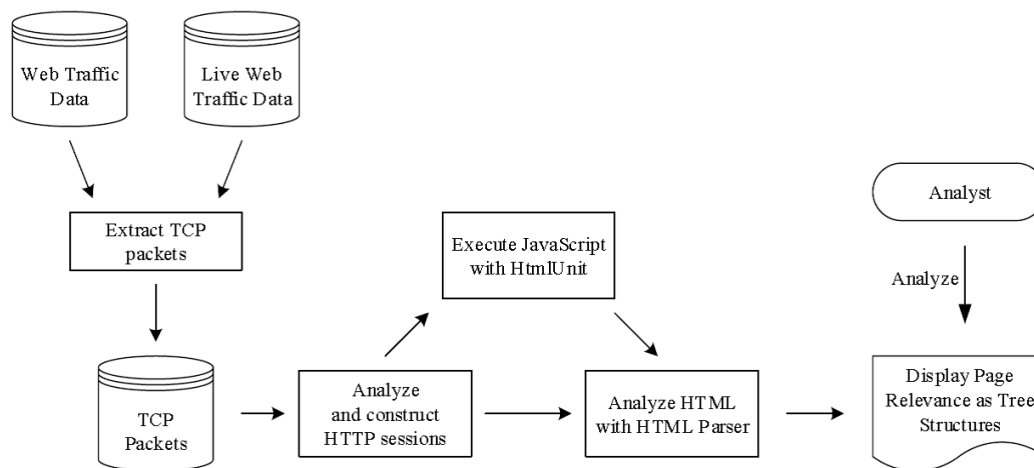 Web Traffic
Data
Live Web
Traffic Data
Extract TCP
packets
TCP
Packets
Analyze
and construct
HTTP sessions
Execute JavaScript
with HtmlUnit
Analyze HTML
with HTML Parser
Analyst
Analyze
Display Page
Relevance as Tree
Structures